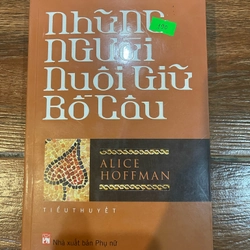 NHữNG
NGƯỜI
NUÔI GIỮ
BỒ CÂU
ALICE
HOFFMAN
TIỂU THUYẾT
Nhà xuất bản Phụ nữ